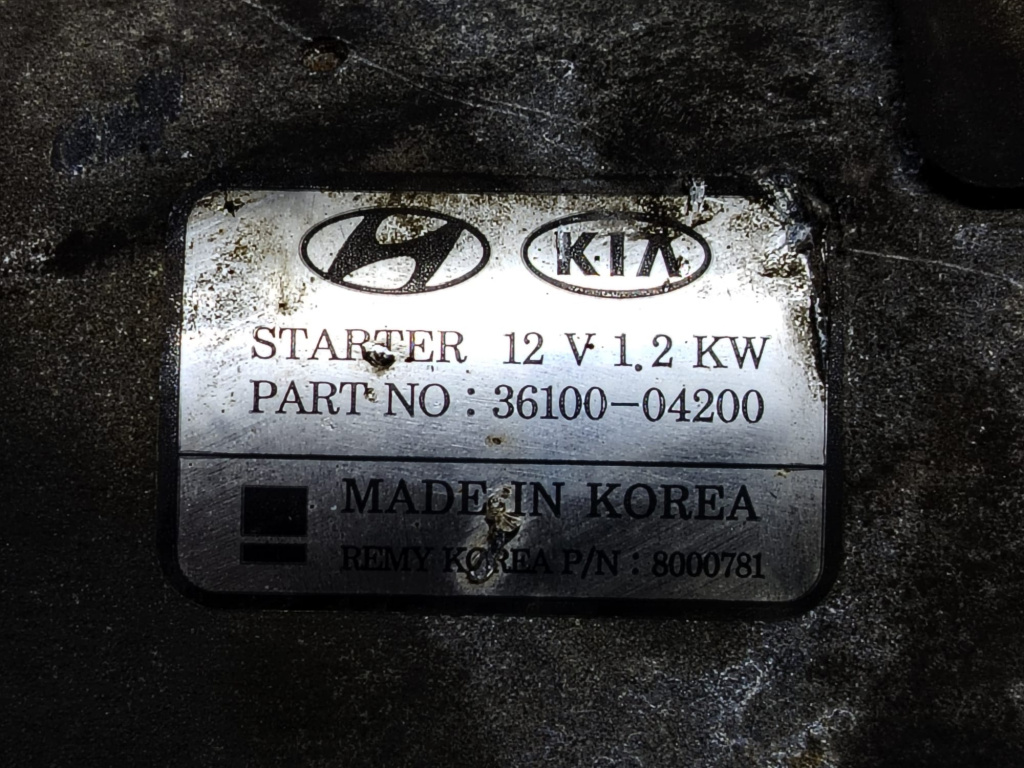 KIA
STARTER 12 V 1.2 KW
PART NO : 36100-04200
MADE IN KOREA
REMY KOREA P/N : 8000781